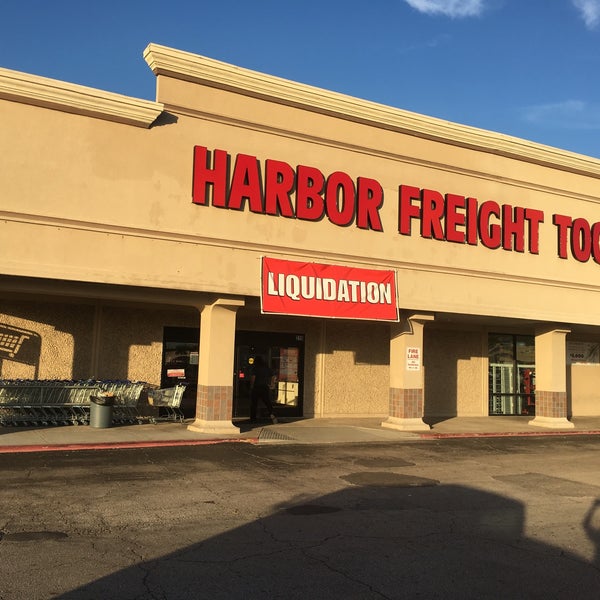 HARBOR FREIGHT TOO
LIQUIDATION
FIRE
LANE